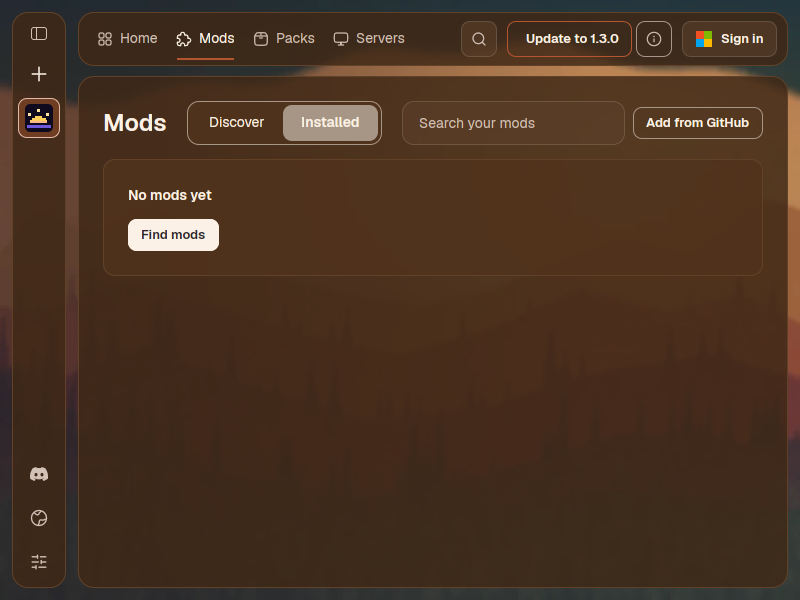 Home
Mods
Packs
Servers
Update to 1.3.0
Sign in
Mods
Discover
Installed
Search your mods
Add from GitHub
No mods yet
Find mods